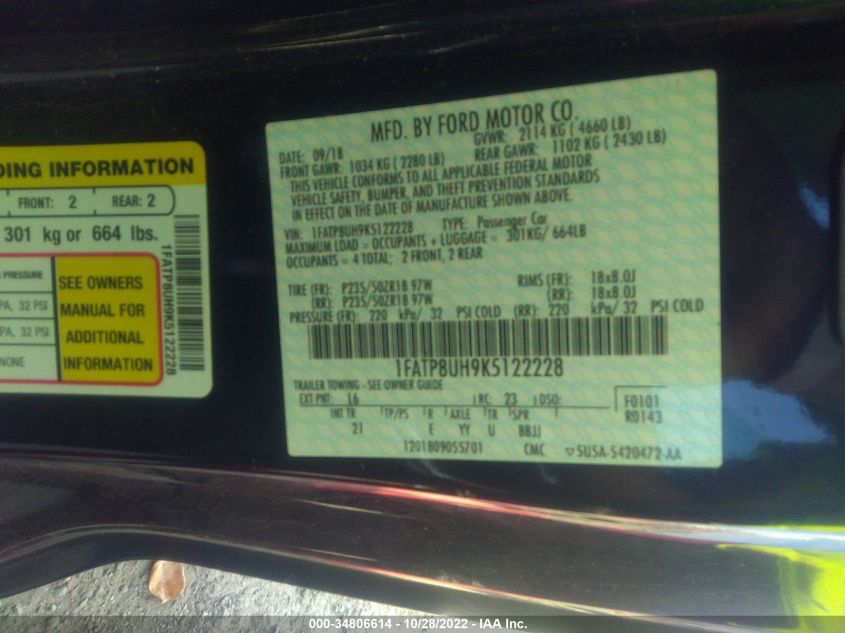 DING INFORMATION
FRONT: 2 REAR: 2
301 kg or 664 lbs.
PRESSURE
PA, 32 PSI
PA, 32 PSI
NONE
SEE OWNERS
MANUAL FOR
ADDITIONAL
INFORMATION
1FATP8UH9K5122228
MFD. BY FORD MOTOR CO.
DATE: 09/18 GVWR: 2114 KG ( 4660 LB)
FRONT GAWR: 1034 KG ( 2280 LB) REAR GAWR: 1102 KG ( 2430 LB)
THIS VEHICLE CONFORMS TO ALL APPLICABLE FEDERAL MOTOR
VEHICLE SAFETY, BUMPER, AND THEFT PREVENTION STANDARDS
IN EFFECT ON THE DATE OF MANUFACTURE SHOWN ABOVE.
VIN: 1FATP8UH9K5122228 TYPE: Passenger Car
MAXIMUM LOAD = OCCUPANTS + LUGGAGE = 301KG/ 664LB
OCCUPANTS = 4 TOTAL; 2 FRONT, 2 REAR
TIRE (FR): P235/50ZR18 97W RIMS (FR): 18x8.0J
(RR): P235/50ZR18 97W (RR): 18x8.0J
PRESSURE (FR): 220 kPa/ 32 PSI COLD (RR): 220 kPa/ 32 PSI COLD
1FATP8UH9K5122228
TRAILER TOWING - SEE OWNER GUIDE
EXT PNT: L6 RC: 23 DSO: F0101
INT TR TP/PS R AXLE TR SPR R0143
21 E YY U BBJJ
1201809055701 CMC SU5A-5420472-AA
000-34806614 - 10/28/2022 - IAA Inc.